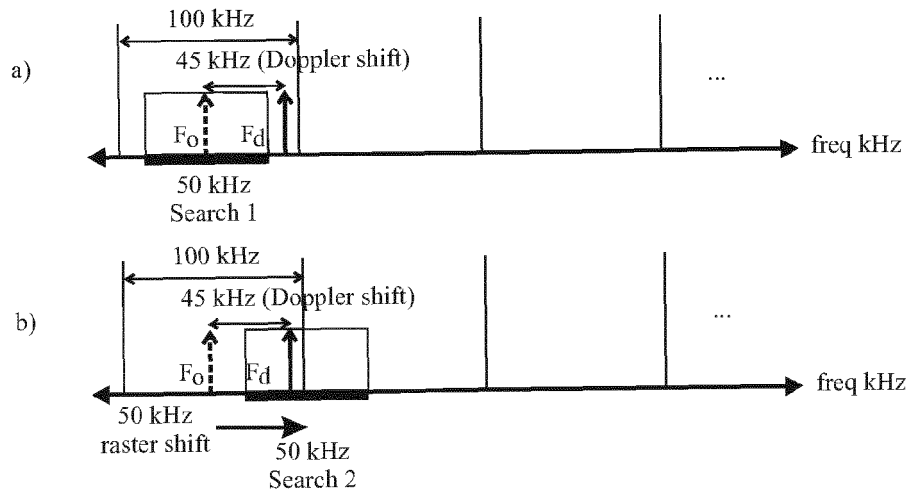 100 kHz
a)
45 kHz (Doppler shift)
...
Fo
Fd
freq kHz
50 kHz
Search 1
100 kHz
45 kHz (Doppler shift)
b)
...
Fo
Fd
freq kHz
50 kHz
raster shift
50 kHz
Search 2